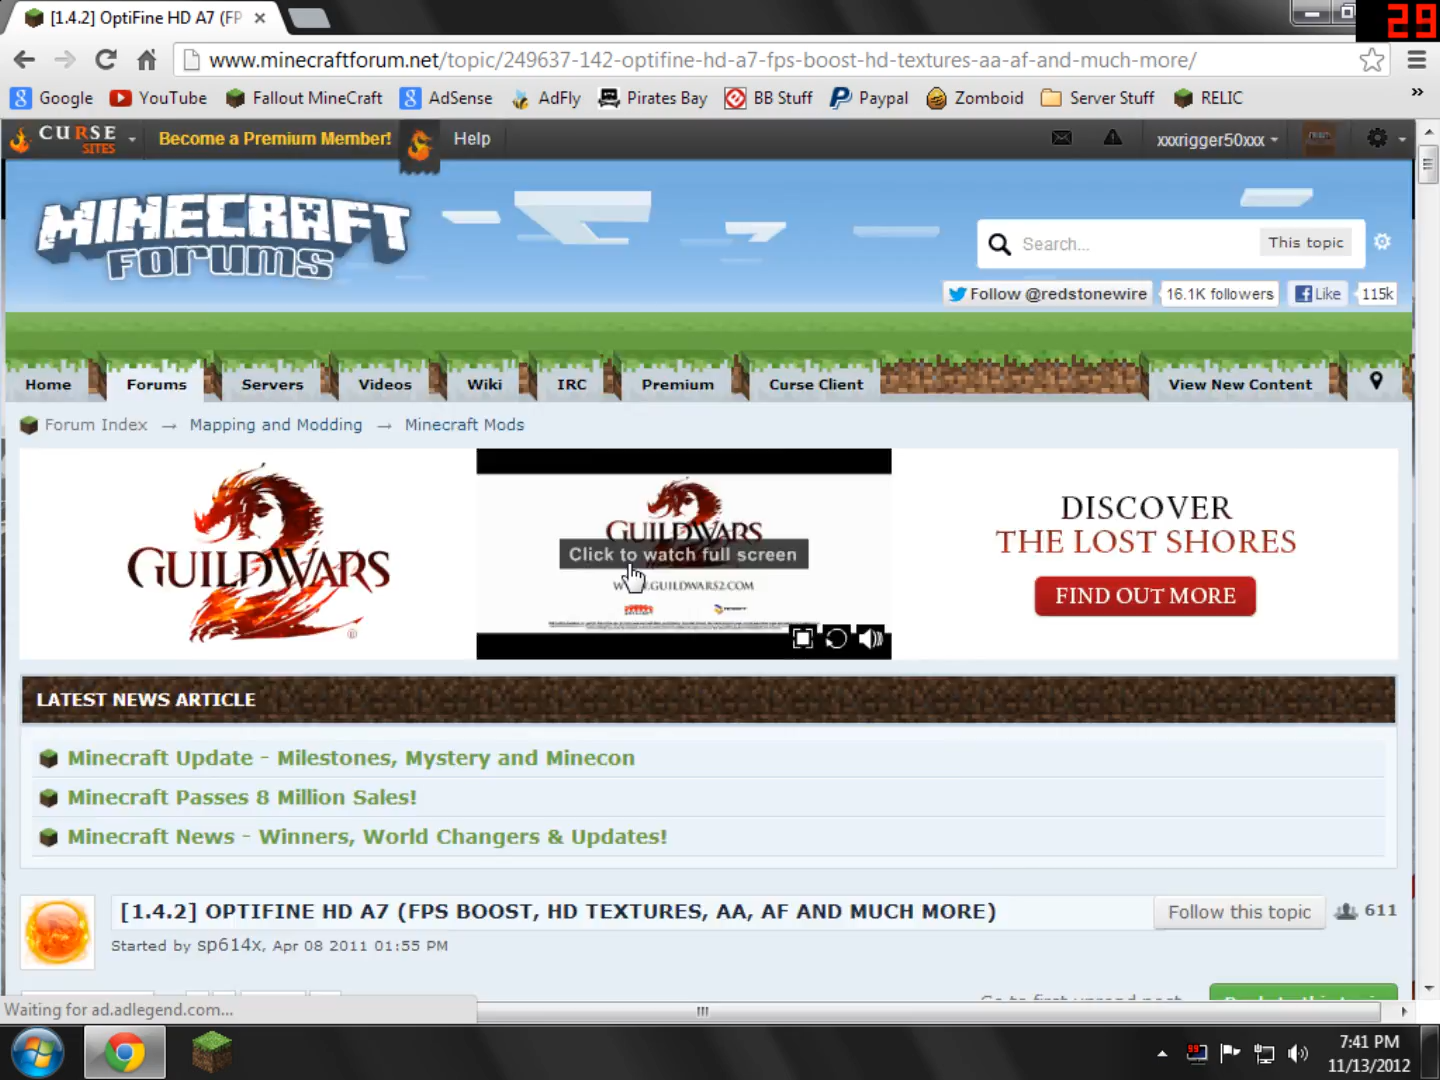 [1.4.2] OptiFine HD A7 (FP
29
www.minecraftforum.net/topic/249637-142-optifine-hd-a7-fps-boost-hd-textures-aa-af-and-much-more/
Google YouTube Fallout MineCraft AdSense AdFly Pirates Bay BB Stuff Paypal Zomboid Server Stuff RELIC »
CURSE SITES Become a Premium Member! Help xxxrigger50xxx
MINECRAFT
FORUMS
Search... This topic
Follow @redstonewire 16.1K followers Like 115k
Home Forums Servers Videos Wiki IRC Premium Curse Client View New Content
Forum Index → Mapping and Modding → Minecraft Mods
GUILDWARS
GUILDWARS
Click to watch full screen
.GUILDWARS2.COM
DISCOVER
THE LOST SHORES
FIND OUT MORE
LATEST NEWS ARTICLE
Minecraft Update - Milestones, Mystery and Minecon
Minecraft Passes 8 Million Sales!
Minecraft News - Winners, World Changers & Updates!
[1.4.2] OPTIFINE HD A7 (FPS BOOST, HD TEXTURES, AA, AF AND MUCH MORE)
Follow this topic 611
Started by sp614x, Apr 08 2011 01:55 PM
Waiting for ad.adlegend.com...
7:41 PM
11/13/2012